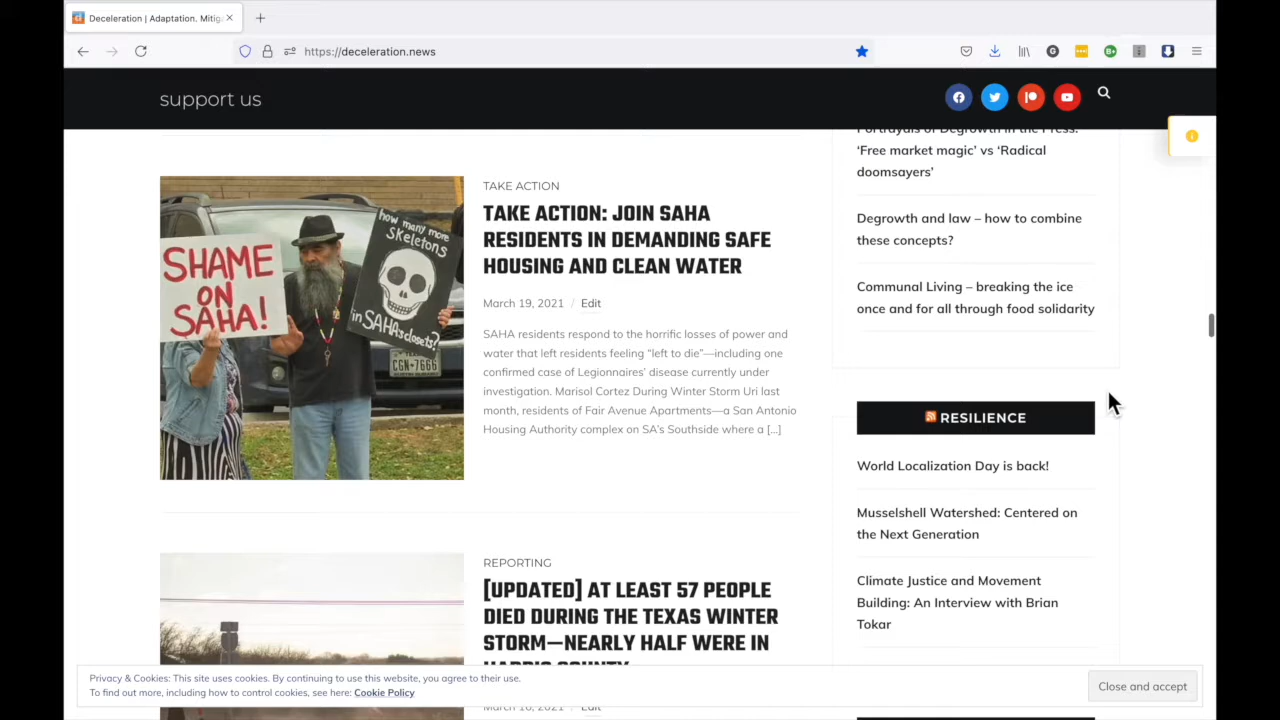 Deceleration | Adaptation. Mitig
https://deceleration.news
support us
TAKE ACTION
TAKE ACTION: JOIN SAHA
RESIDENTS IN DEMANDING SAFE
HOUSING AND CLEAN WATER
March 19, 2021 / Edit
SAHA residents respond to the horrific losses of power and
water that left residents feeling “left to die”—including one
confirmed case of Legionnaires’ disease currently under
investigation. Marisol Cortez During Winter Storm Uri last
month, residents of Fair Avenue Apartments—a San Antonio
Housing Authority complex on SA’s Southside where a [...]
SHAME
ON
SAHA!
how many more
skeletons
in SAHAs closets?
CGN-7666
REPORTING
[UPDATED] AT LEAST 57 PEOPLE
DIED DURING THE TEXAS WINTER
STORM—NEARLY HALF WERE IN
HARRIS COUNTY
March 16, 2021 / Edit
Portrayals of Degrowth in the Press:
‘Free market magic’ vs ‘Radical
doomsayers’
Degrowth and law – how to combine
these concepts?
Communal Living – breaking the ice
once and for all through food solidarity
RESILIENCE
World Localization Day is back!
Musselshell Watershed: Centered on
the Next Generation
Climate Justice and Movement
Building: An Interview with Brian
Tokar
Privacy & Cookies: This site uses cookies. By continuing to use this website, you agree to their use.
To find out more, including how to control cookies, see here: Cookie Policy
Close and accept